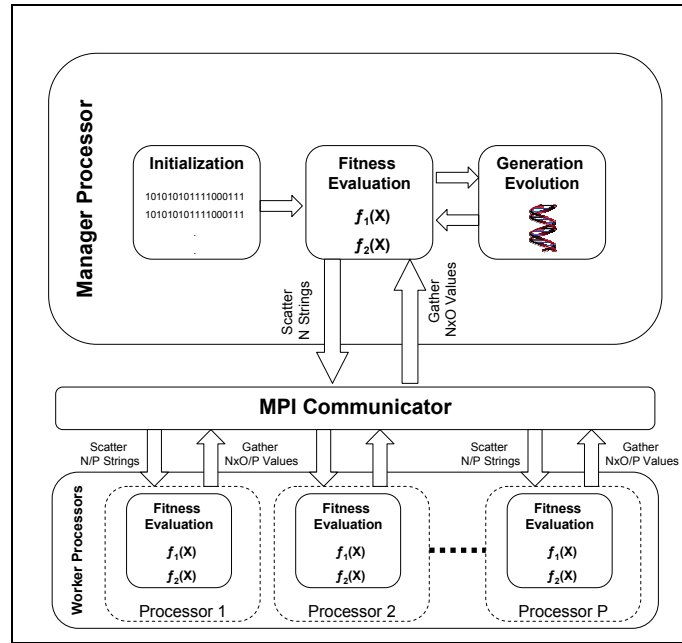 Manager Processor
Initialization
101010101111000111
101010101111000111
.
.
Fitness
Evaluation
f1(X)
f2(X)
Generation
Evolution
Scatter
N Strings
Gather
NxO Values
MPI Communicator
Scatter
N/P Strings
Gather
NxO/P Values
Scatter
N/P Strings
Gather
NxO/P Values
Worker Processors
Fitness
Evaluation
f1(X)
f2(X)
Processor 1
Fitness
Evaluation
f1(X)
f2(X)
Processor 2
Fitness
Evaluation
f1(X)
f2(X)
Processor P